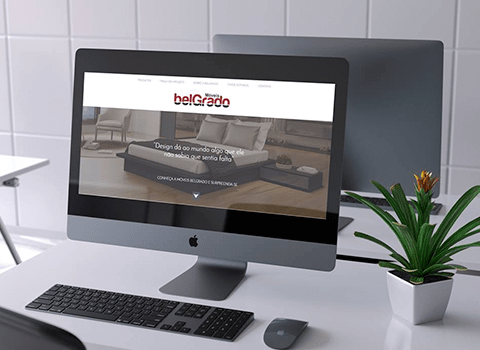 Móveis
belGrado
"Design dá ao mundo algo que ele
não sabia que sentia falta"
CONHEÇA A MÓVEIS BELGRADO E SURPREENDA-SE